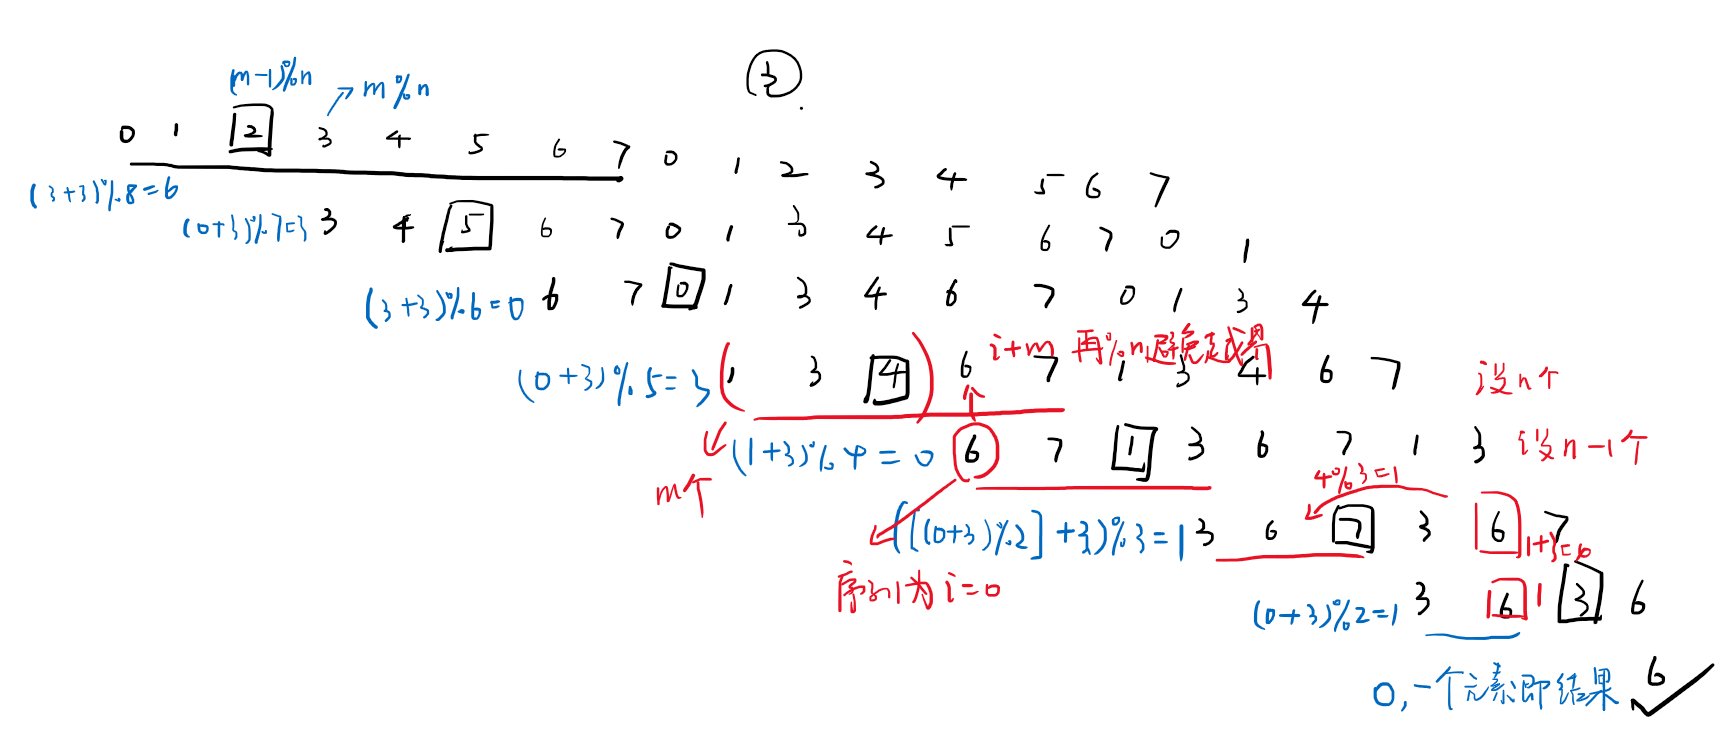 3
(m-1)%n
m%n
0 1 2 3 4 5 6 7 0 1 2 3 4 5 6 7
(3+3)%8=6
(0+3)%7=3 3 4 5 6 7 0 1 3 4 5 6 7 0 1
(3+3)%6=0 6 7 0 1 3 4 6 7 0 1 3 4
i+m 再%n避免越界
(0+3)%5=3 1 3 4 6 7 1 3 4 6 7 设n个
(1+3)%4=0 6 7 1 3 6 7 1 3 设n-1个
m个
4%3=1
([(0+3)%2]+3)%3=1 3 6 7 3 6 7
1+3=
序列为i=0
(0+3)%2=1 3 6 1 3 6
0,一个元素即结果 6